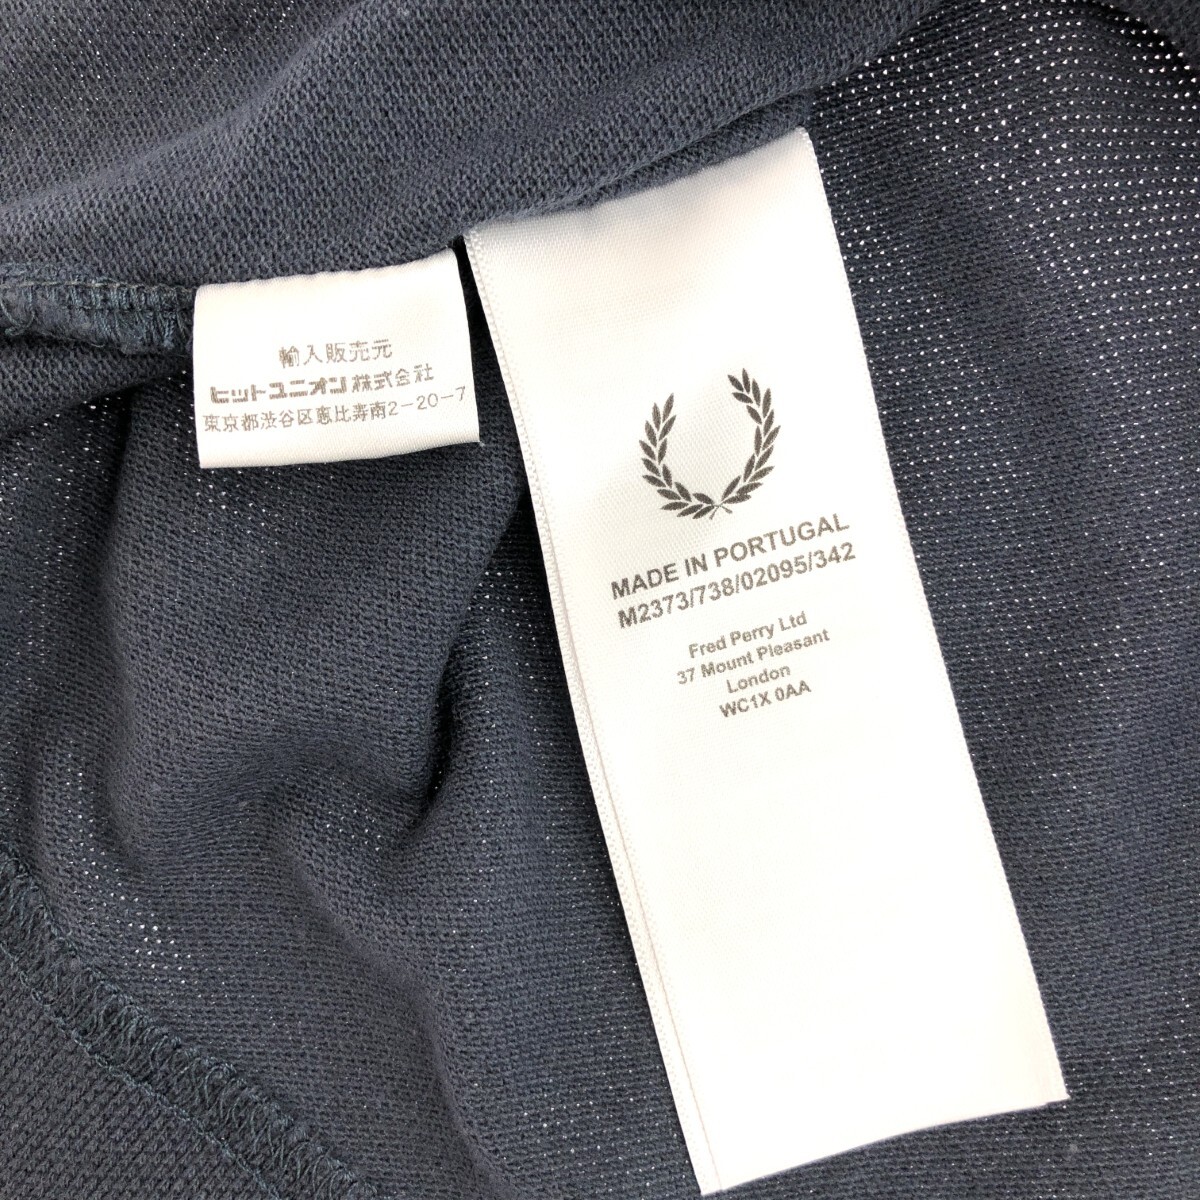 輸入販売元
ヒットユニオン株式会社
東京都渋谷区恵比寿南2-20-7
MADE IN PORTUGAL
M2373/738/02095/342
Fred Perry Ltd
37 Mount Pleasant
London
WC1X 0AA